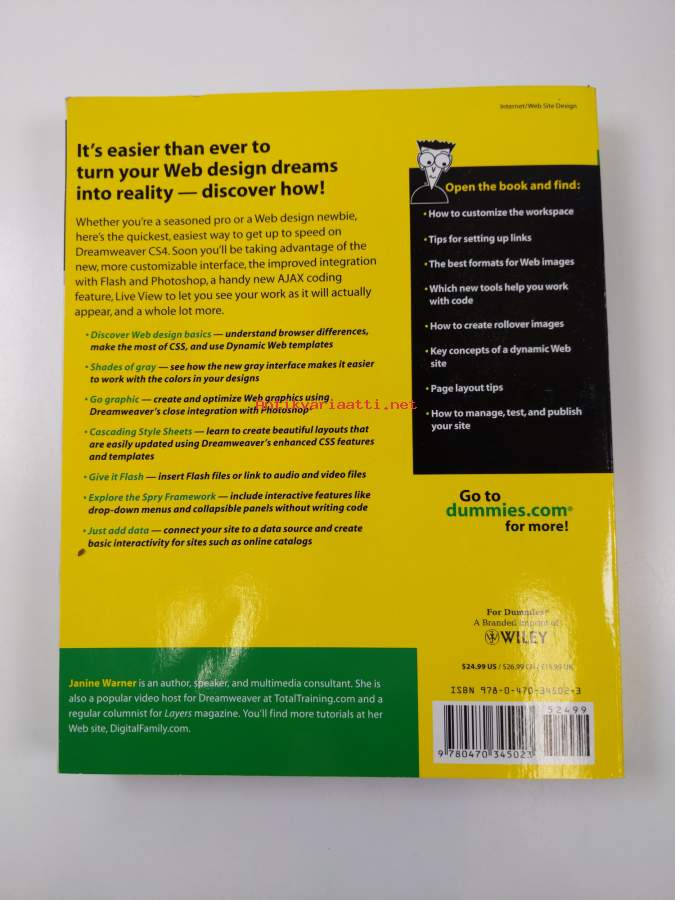 Internet/Web Site Design
It's easier than ever to
turn your Web design dreams
into reality — discover how!
Whether you're a seasoned pro or a Web design newbie,
here's the quickest, easiest way to get up to speed on
Dreamweaver CS4. Soon you'll be taking advantage of the
new, more customizable interface, the improved integration
with Flash and Photoshop, a handy new AJAX coding
feature, Live View to let you see your work as it will actually
appear, and a whole lot more.
• Discover Web design basics — understand browser differences,
make the most of CSS, and use Dynamic Web templates
• Shades of gray — see how the new gray interface makes it easier
to work with the colors in your designs
• Go graphic — create and optimize Web graphics using
Dreamweaver's close integration with Photoshop
• Cascading Style Sheets — learn to create beautiful layouts that
are easily updated using Dreamweaver's enhanced CSS features
and templates
• Give it Flash — insert Flash files or link to audio and video files
• Explore the Spry Framework — include interactive features like
drop-down menus and collapsible panels without writing code
• Just add data — connect your site to a data source and create
basic interactivity for sites such as online catalogs
Antikvariaatti.net
Open the book and find:
• How to customize the workspace
• Tips for setting up links
• The best formats for Web images
• Which new tools help you work
with code
• How to create rollover images
• Key concepts of a dynamic Web
site
• Page layout tips
• How to manage, test, and publish
your site
Go to
dummies.com®
for more!
For Dummies®
A Branded Imprint of
WILEY
$24.99 US / $26.99 CN / £15.99 UK
ISBN 978-0-470-34502-3
52499
9 780470 345023
Janine Warner is an author, speaker, and multimedia consultant. She is
also a popular video host for Dreamweaver at TotalTraining.com and a
regular columnist for Layers magazine. You'll find more tutorials at her
Web site, DigitalFamily.com.